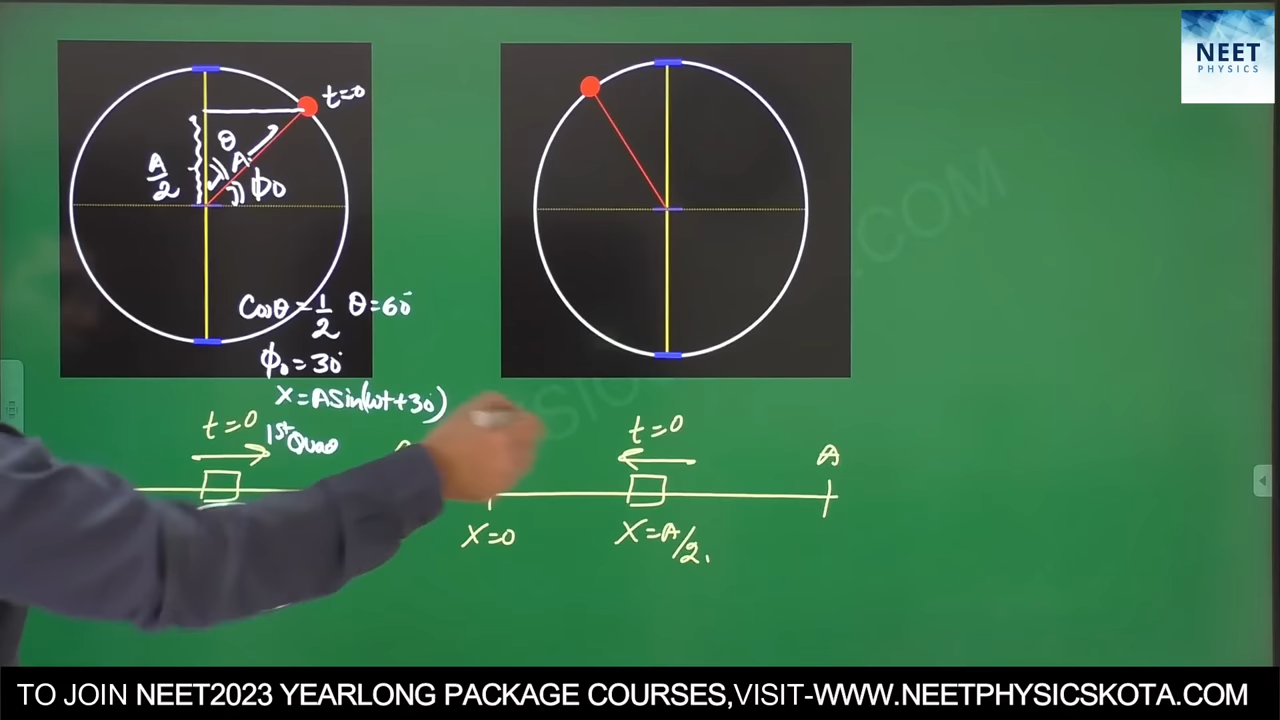 NEET
PHYSICS
t=0
θ
A
A/2
ϕ0
Cosθ = 1/2 θ=60°
ϕ₀ = 30°
X = A Sin(ωt+30°)
t=0
1st Quad
t=0
A
X=0
X=A/2.
TO JOIN NEET2023 YEARLONG PACKAGE COURSES,VISIT-WWW.NEETPHYSICSKOTA.COM